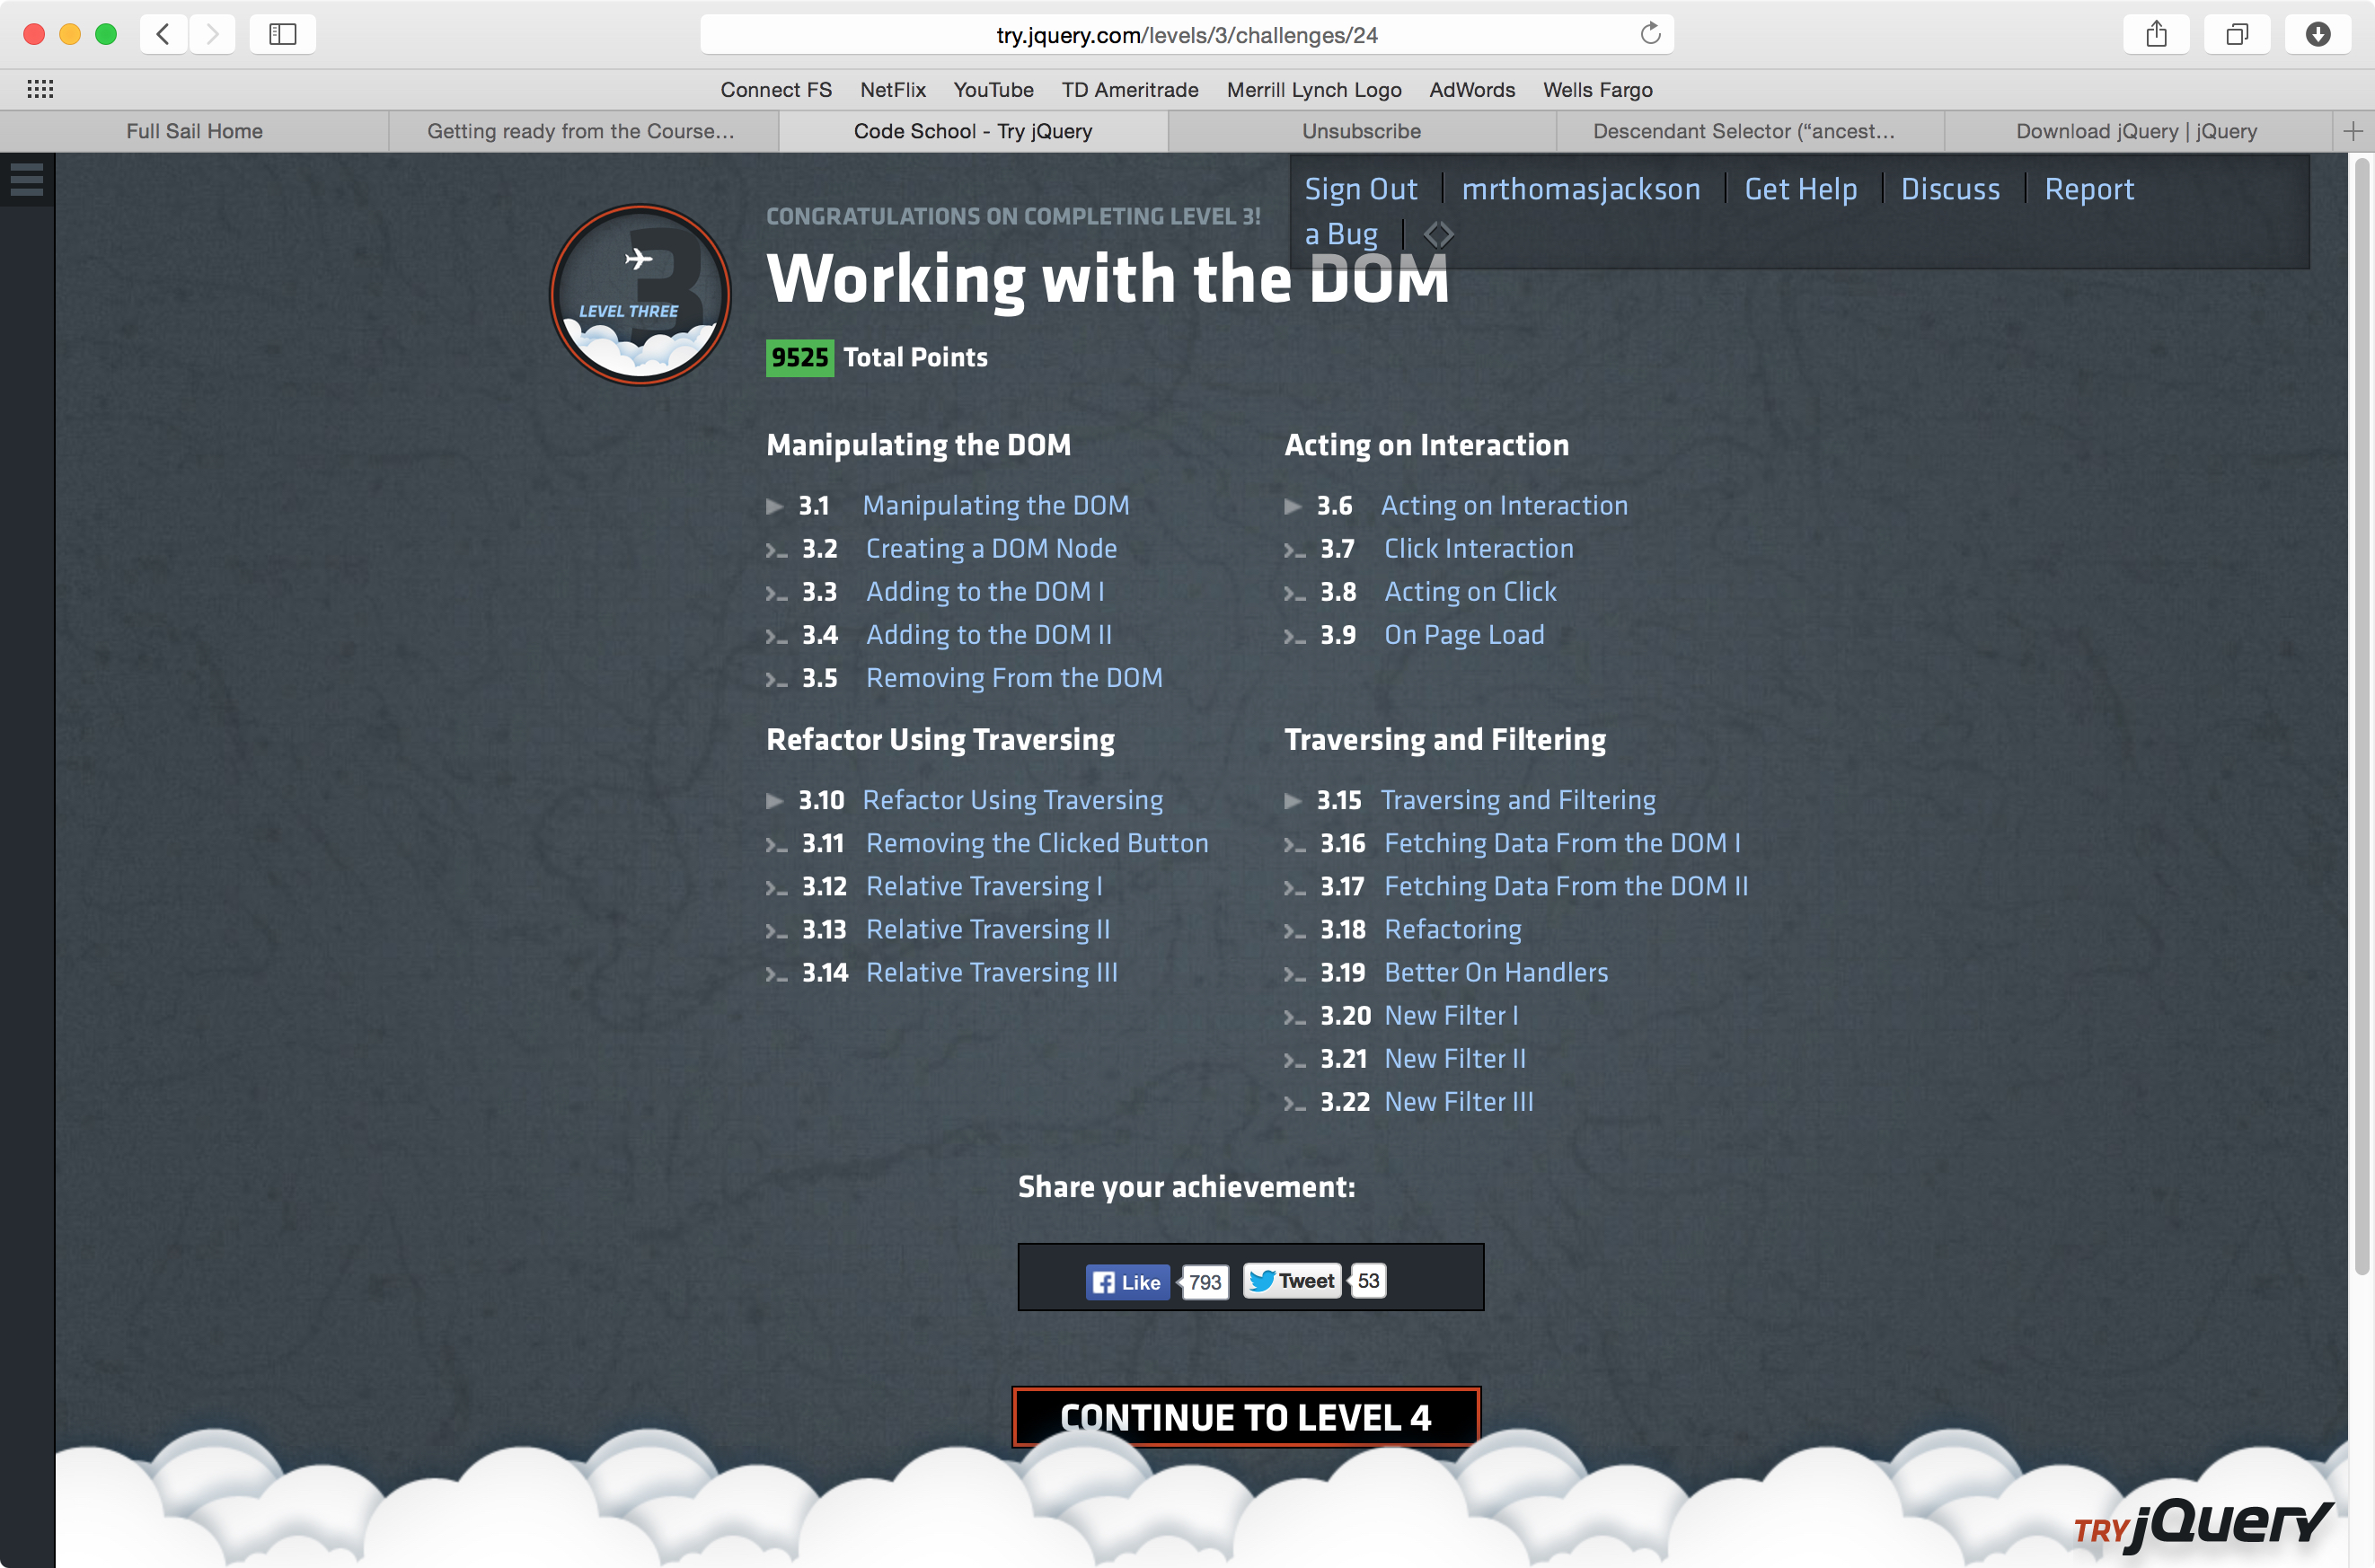 try.jquery.com/levels/3/challenges/24
Connect FS NetFlix YouTube TD Ameritrade Merrill Lynch Logo AdWords Wells Fargo
Full Sail Home Getting ready from the Course... Code School - Try jQuery Unsubscribe Descendant Selector (“ancest... Download jQuery | jQuery
Sign Out mrthomasjackson Get Help Discuss Report
a Bug
3
LEVEL THREE
CONGRATULATIONS ON COMPLETING LEVEL 3!
Working with the DOM
9525 Total Points
Manipulating the DOM
3.1 Manipulating the DOM
3.2 Creating a DOM Node
3.3 Adding to the DOM I
3.4 Adding to the DOM II
3.5 Removing From the DOM
Acting on Interaction
3.6 Acting on Interaction
3.7 Click Interaction
3.8 Acting on Click
3.9 On Page Load
Refactor Using Traversing
3.10 Refactor Using Traversing
3.11 Removing the Clicked Button
3.12 Relative Traversing I
3.13 Relative Traversing II
3.14 Relative Traversing III
Traversing and Filtering
3.15 Traversing and Filtering
3.16 Fetching Data From the DOM I
3.17 Fetching Data From the DOM II
3.18 Refactoring
3.19 Better On Handlers
3.20 New Filter I
3.21 New Filter II
3.22 New Filter III
Share your achievement:
Like 793 Tweet 53
CONTINUE TO LEVEL 4
TRY jQuery